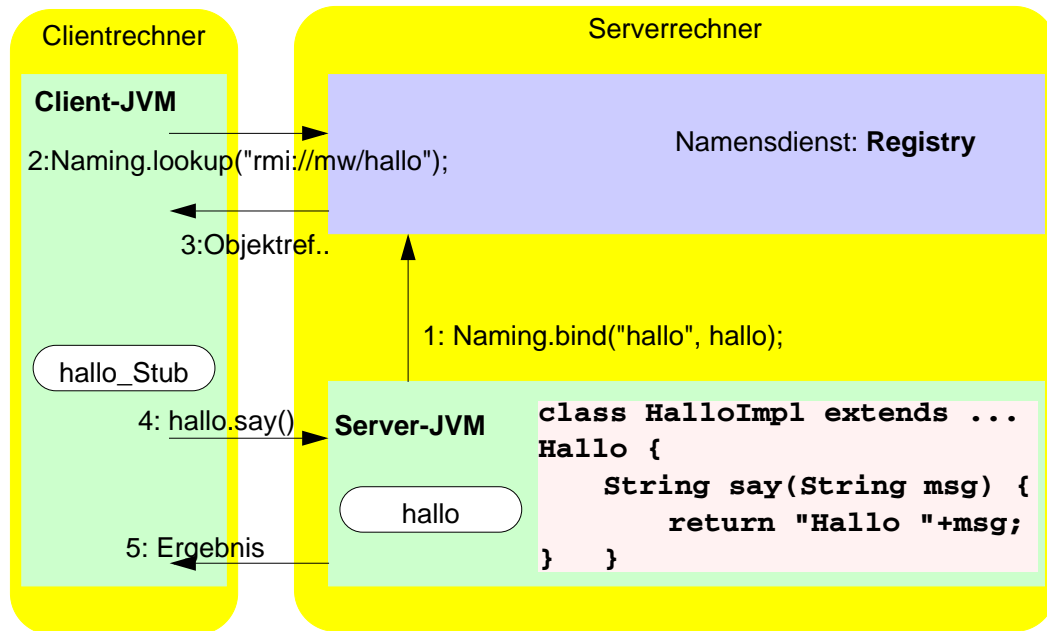 Clientrechner
Serverrechner
Client-JVM
Namensdienst: Registry
2:Naming.lookup("rmi://mw/hallo");
3:Objektref..
1: Naming.bind("hallo", hallo);
hallo_Stub
4: hallo.say()
Server-JVM
hallo
class HalloImpl extends ...
Hallo {
String say(String msg) {
return "Hallo "+msg;
} }
5: Ergebnis